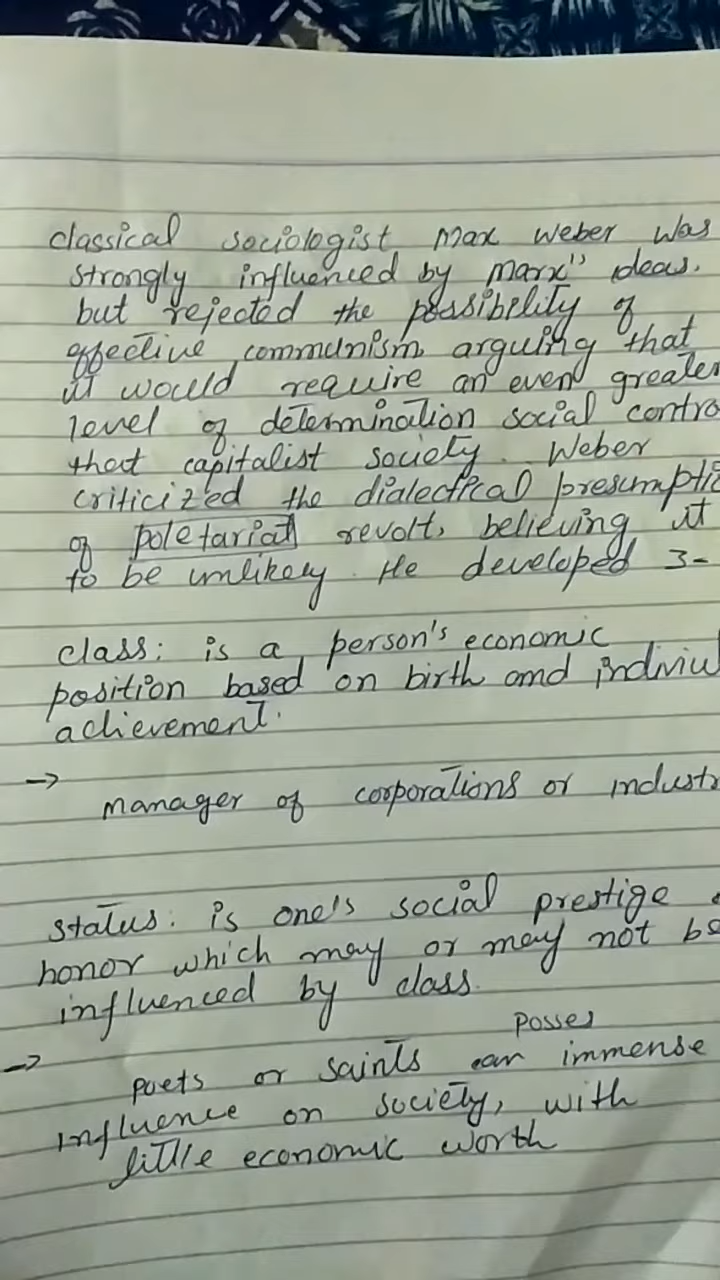 classical sociologist Max Weber was
strongly influenced by Marx's ideas.
but rejected the possibility of
effective communism arguing that
it would require an even greater
level of determination social contro
that capitalist society. Weber
criticized the dialectical presumptio
of poletariat revolt, believing it
to be unlikely. He developed 3-
class: is a person's economic
position based on birth and indiviu
achievement.
→
manager of corporations or industr
status: is one's social prestige
honor which may or may not be
influenced by class.
posses
→
poets or saints can immense
influence on society, with
little economic worth